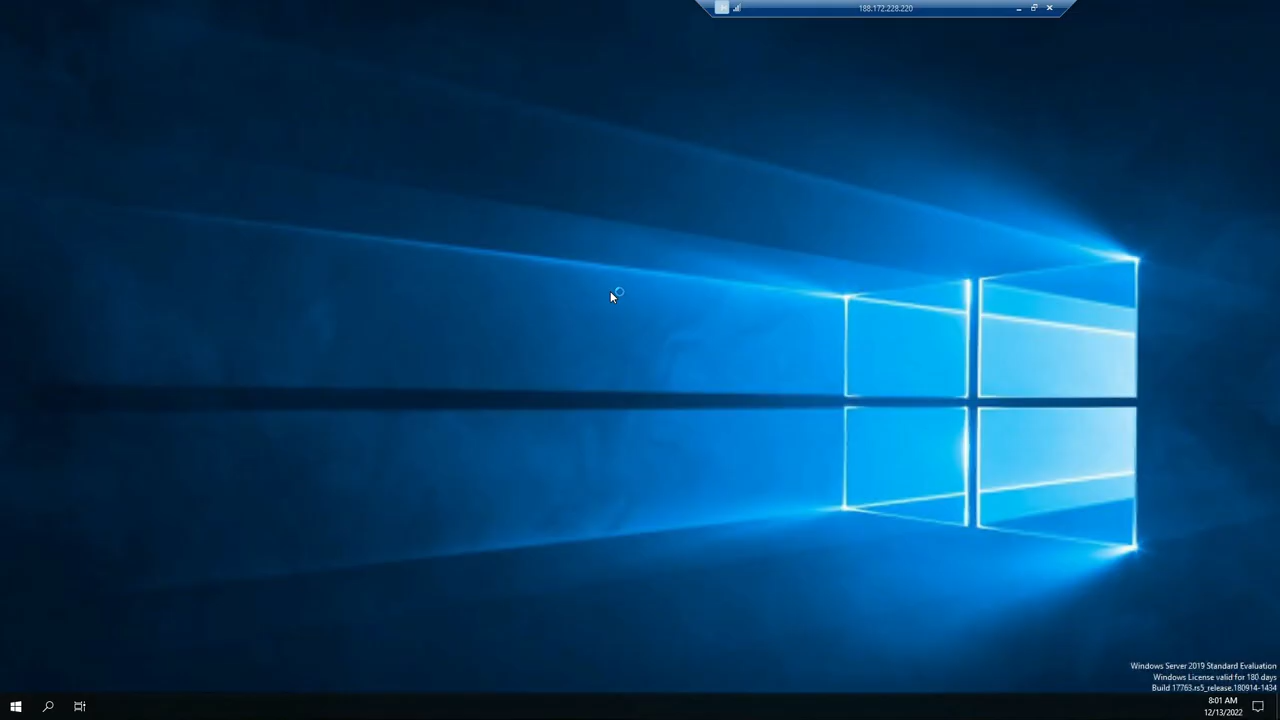 188.172.228.220
Windows Server 2019 Standard Evaluation
Windows License valid for 180 days
Build 17763.rs5_release.180914-1434
8:01 AM
12/13/2022